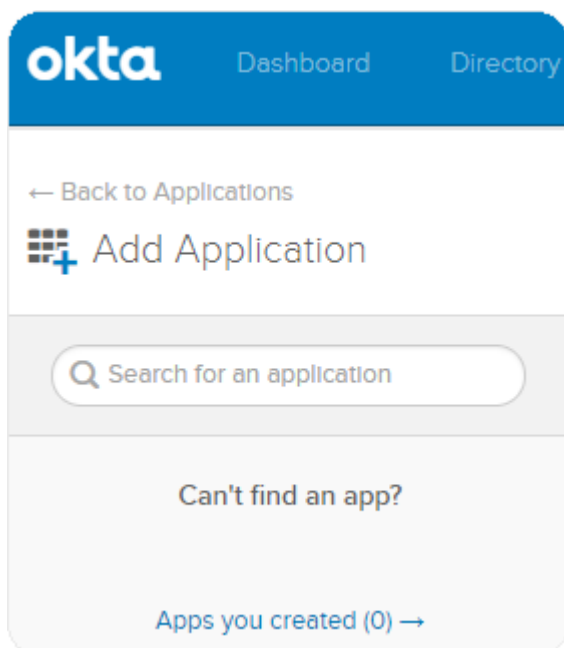 okta Dashboard Directory
← Back to Applications
Add Application
Search for an application
Can't find an app?
Apps you created (0) →